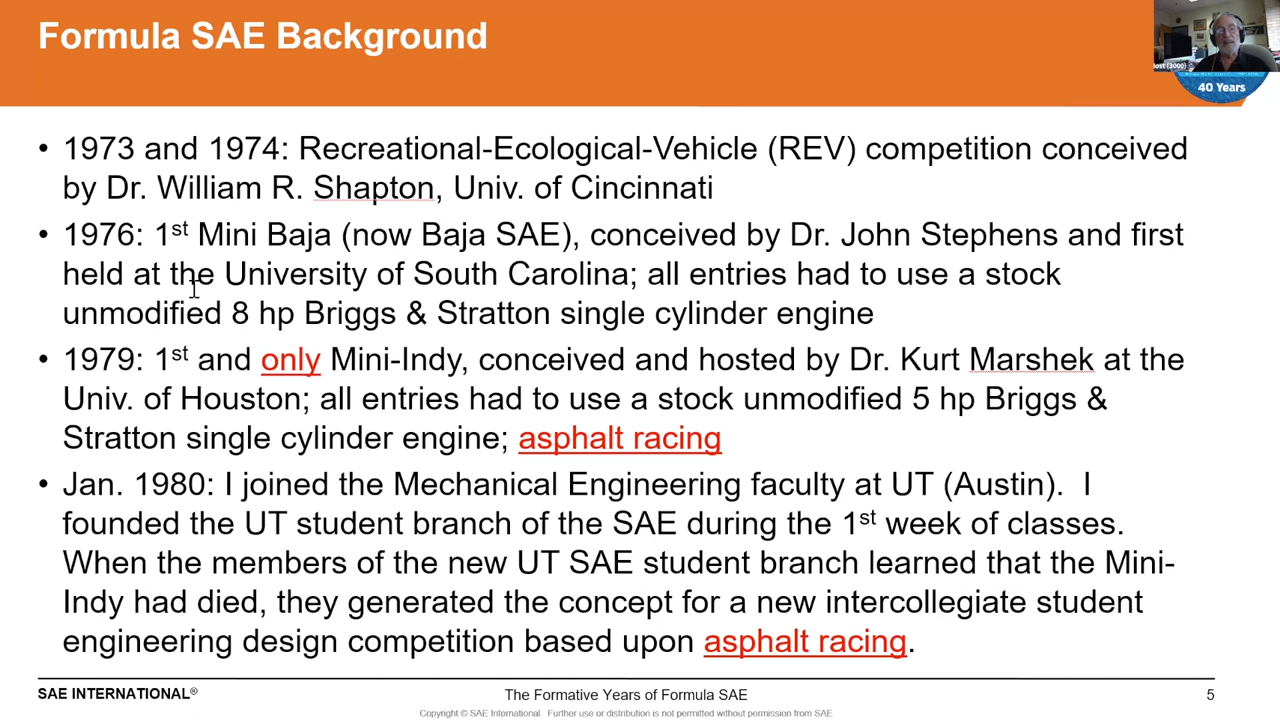 Formula SAE Background
40 Years
• 1973 and 1974: Recreational-Ecological-Vehicle (REV) competition conceived
by Dr. William R. Shapton, Univ. of Cincinnati
• 1976: 1st Mini Baja (now Baja SAE), conceived by Dr. John Stephens and first
held at the University of South Carolina; all entries had to use a stock
unmodified 8 hp Briggs & Stratton single cylinder engine
• 1979: 1st and only Mini-Indy, conceived and hosted by Dr. Kurt Marshek at the
Univ. of Houston; all entries had to use a stock unmodified 5 hp Briggs &
Stratton single cylinder engine; asphalt racing
• Jan. 1980: I joined the Mechanical Engineering faculty at UT (Austin).  I
founded the UT student branch of the SAE during the 1st week of classes.
When the members of the new UT SAE student branch learned that the Mini-
Indy had died, they generated the concept for a new intercollegiate student
engineering design competition based upon asphalt racing.
SAE INTERNATIONAL®
The Formative Years of Formula SAE
5
Copyright © SAE International.  Further use or distribution is not permitted without permission from SAE